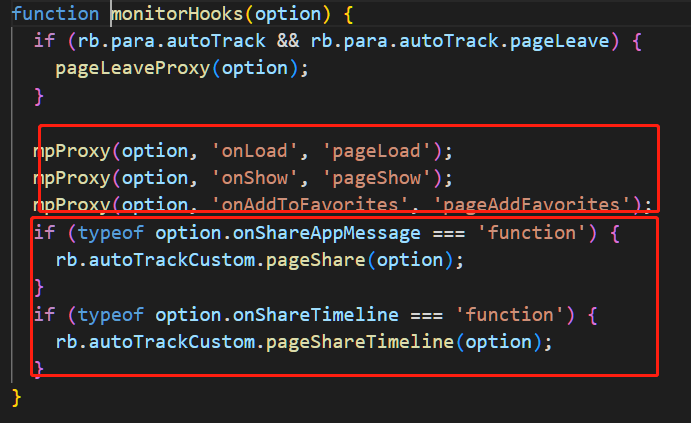 function monitorHooks(option) {
  if (rb.para.autoTrack && rb.para.autoTrack.pageLeave) {
    pageLeaveProxy(option);
  }
  mpProxy(option, 'onLoad', 'pageLoad');
  mpProxy(option, 'onShow', 'pageShow');
  mpProxy(option, 'onAddToFavorites', 'pageAddFavorites');
  if (typeof option.onShareAppMessage === 'function') {
    rb.autoTrackCustom.pageShare(option);
  }
  if (typeof option.onShareTimeline === 'function') {
    rb.autoTrackCustom.pageShareTimeline(option);
  }
}